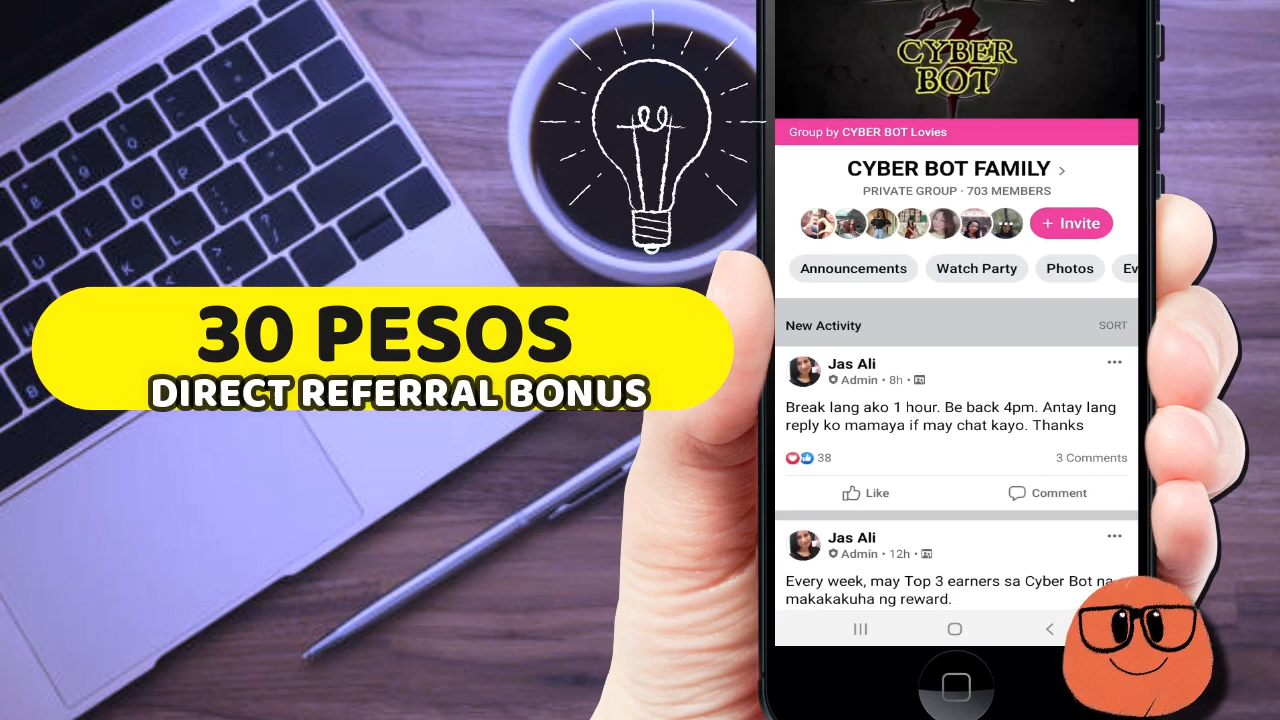 30 PESOS
DIRECT REFERRAL BONUS
CYBER
BOT
Group by CYBER BOT Lovies
CYBER BOT FAMILY >
PRIVATE GROUP · 703 MEMBERS
+ Invite
Announcements
Watch Party
Photos
Ev
New Activity
SORT
Jas Ali
Admin • 8h •
Break lang ako 1 hour. Be back 4pm. Antay lang
reply ko mamaya if may chat kayo. Thanks
38
3 Comments
Like
Comment
Jas Ali
Admin • 12h •
Every week, may Top 3 earners sa Cyber Bot na
makakakuha ng reward.